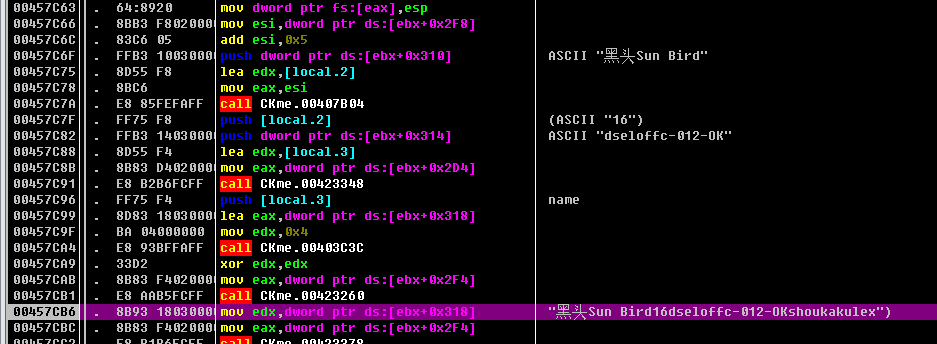 00457C63 . 64:8920 mov dword ptr fs:[eax],esp
00457C66 . 8BB3 F8020000 mov esi,dword ptr ds:[ebx+0x2F8]
00457C6C . 83C6 05 add esi,0x5
00457C6F . FFB3 10030000 push dword ptr ds:[ebx+0x310] ASCII "黑头Sun Bird"
00457C75 . 8D55 F8 lea edx,[local.2]
00457C78 . 8BC6 mov eax,esi
00457C7A . E8 85FEFAFF call CKme.00407B04
00457C7F . FF75 F8 push [local.2] (ASCII "16")
00457C82 . FFB3 14030000 push dword ptr ds:[ebx+0x314] ASCII "dseloffc-012-OK"
00457C88 . 8D55 F4 lea edx,[local.3]
00457C8B . 8B83 D4020000 mov eax,dword ptr ds:[ebx+0x2D4]
00457C91 . E8 B2B6FCFF call CKme.00423348
00457C96 . FF75 F4 push [local.3] name
00457C99 . 8D83 18030000 lea eax,dword ptr ds:[ebx+0x318]
00457C9F . BA 04000000 mov edx,0x4
00457CA4 . E8 93BFFAFF call CKme.00403C3C
00457CA9 . 33D2 xor edx,edx
00457CAB . 8B83 F4020000 mov eax,dword ptr ds:[ebx+0x2F4]
00457CB1 . E8 AAB5FCFF call CKme.00423260
00457CB6 . 8B93 18030000 mov edx,dword ptr ds:[ebx+0x318] "黑头Sun Bird16dseloffc-012-OKshoukakulex")
00457CBC . 8B83 F4020000 mov eax,dword ptr ds:[ebx+0x2F4]